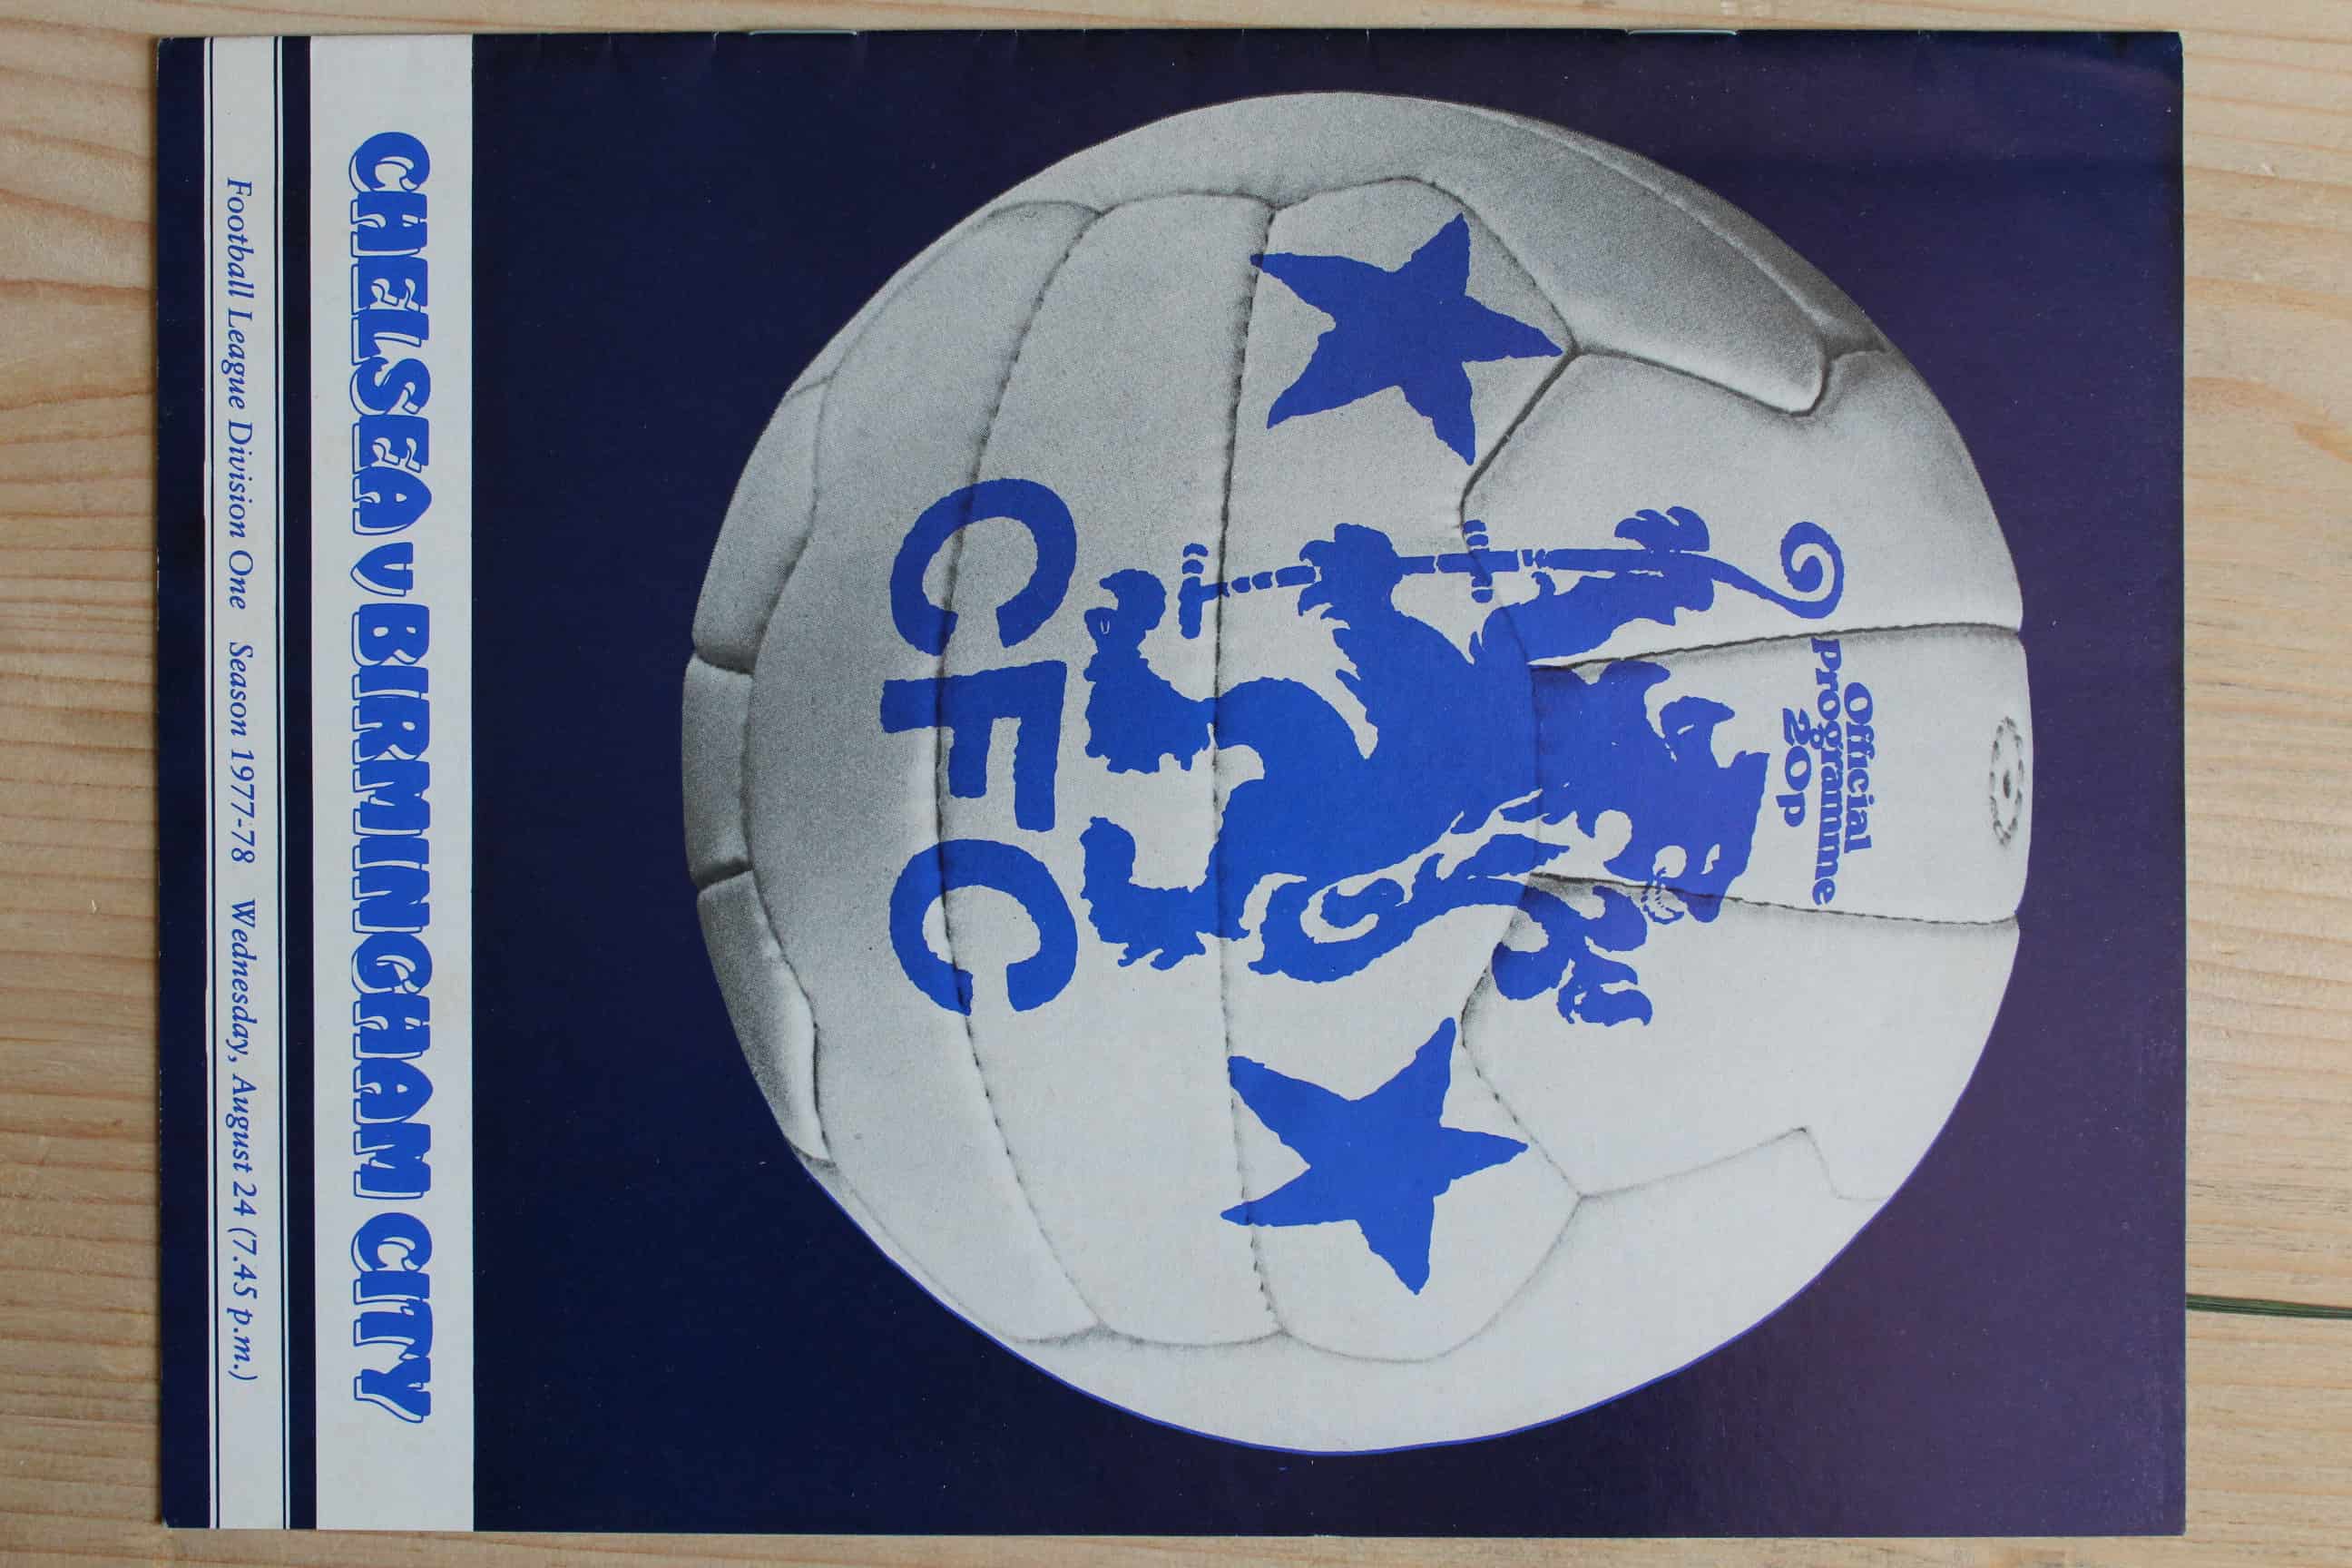 Official
programme
20p
CFC
CHELSEA V BIRMINGHAM CITY
Football League Division One Season 1977-78 Wednesday, August 24 (7.45 p.m.)